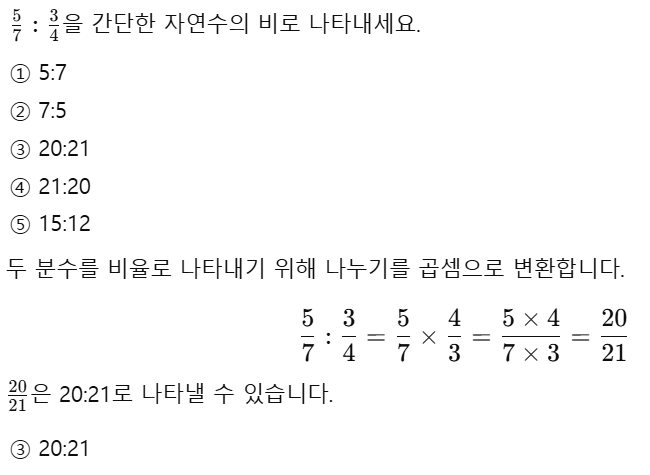 5/7 : 3/4을 간단한 자연수의 비로 나타내세요.
① 5:7
② 7:5
③ 20:21
④ 21:20
⑤ 15:12
두 분수를 비율로 나타내기 위해 나누기를 곱셈으로 변환합니다.
5/7 : 3/4 = 5/7 × 4/3 = (5 × 4)/(7 × 3) = 20/21
20/21은 20:21로 나타낼 수 있습니다.
③ 20:21